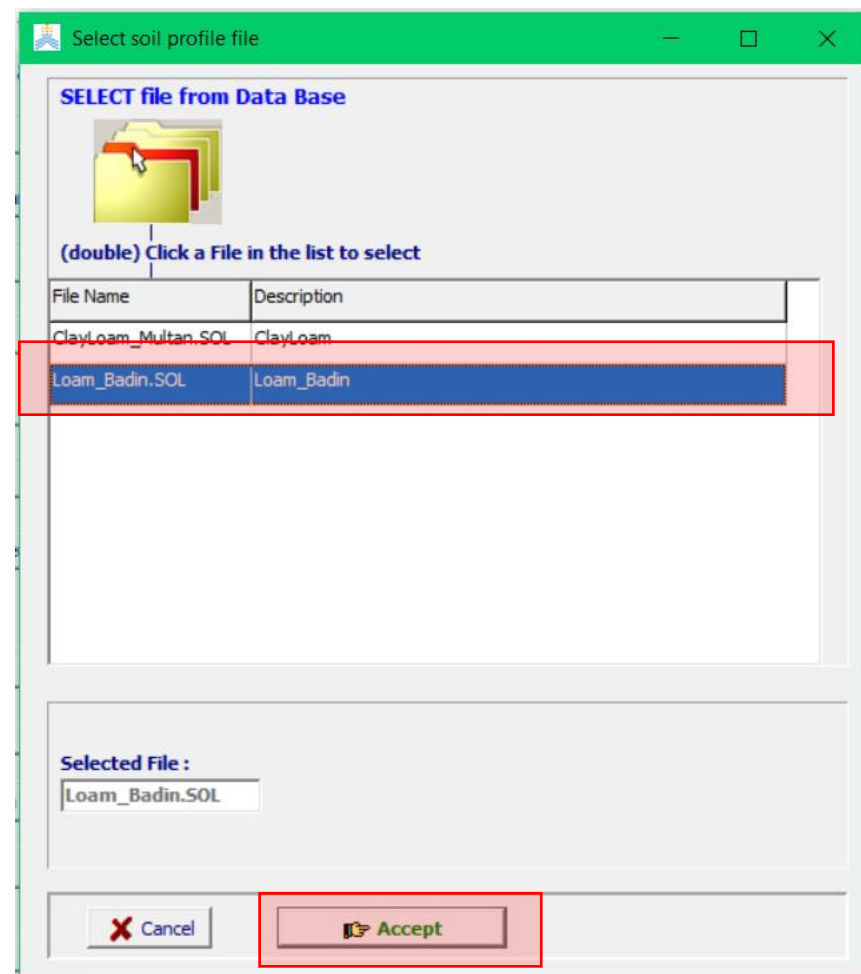 Select soil profile file
SELECT file from Data Base
(double) Click a File in the list to select
File Name Description
ClayLoam_Multan.SOL ClayLoam
Loam_Badin.SOL Loam_Badin
Selected File :
Loam_Badin.SOL
Cancel Accept